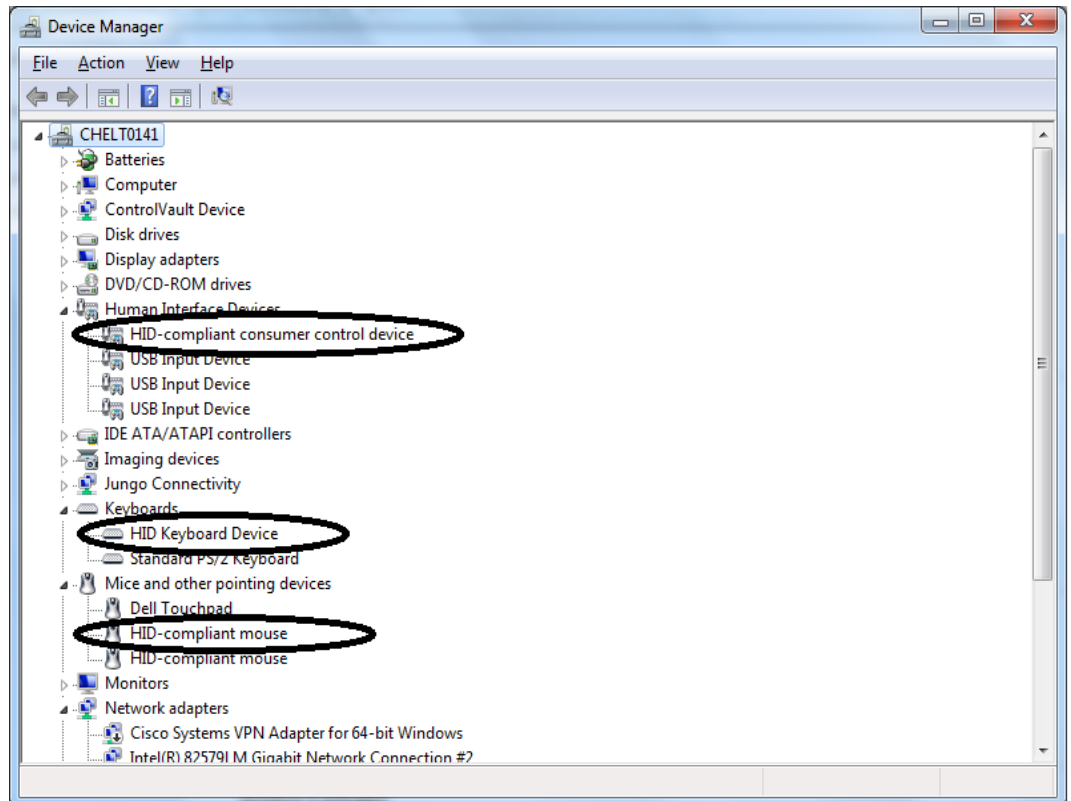 Device Manager
File Action View Help
CHELT0141
Batteries
Computer
ControlVault Device
Disk drives
Display adapters
DVD/CD-ROM drives
Human Interface Devices
HID-compliant consumer control device
USB Input Device
USB Input Device
USB Input Device
IDE ATA/ATAPI controllers
Imaging devices
Jungo Connectivity
Keyboards
HID Keyboard Device
Standard PS/2 Keyboard
Mice and other pointing devices
Dell Touchpad
HID-compliant mouse
HID-compliant mouse
Monitors
Network adapters
Cisco Systems VPN Adapter for 64-bit Windows
Intel(R) 82579LM Gigabit Network Connection #2